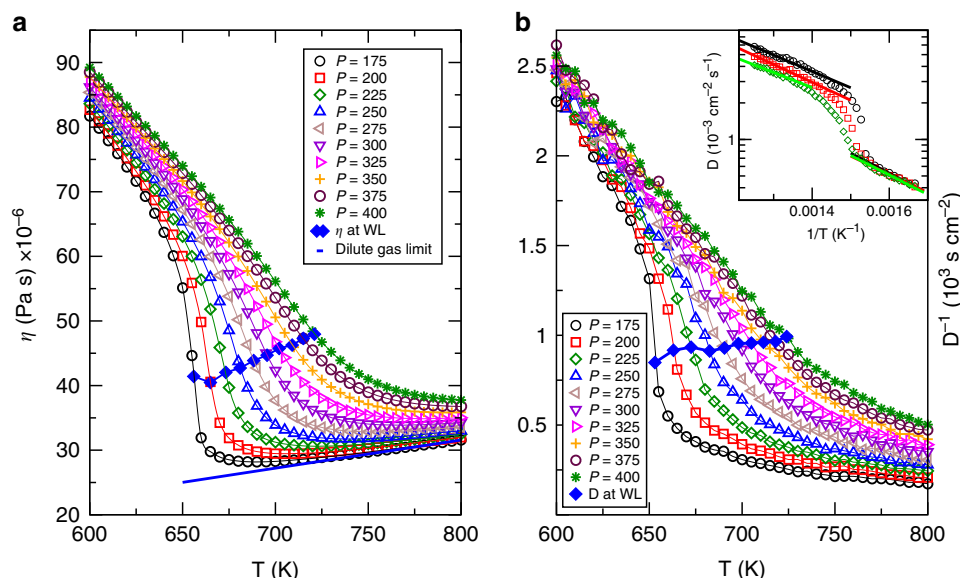 a
η (Pa s) ×10⁻⁶
90
80
70
60
50
40
30
20
600
650
700
750
800
T (K)
P = 175
P = 200
P = 225
P = 250
P = 275
P = 300
P = 325
P = 350
P = 375
P = 400
η at WL
Dilute gas limit
b
2.5
2
1.5
1
0.5
600
650
700
750
800
T (K)
D⁻¹ (10³ s cm⁻²)
P = 175
P = 200
P = 225
P = 250
P = 275
P = 300
P = 325
P = 350
P = 375
P = 400
D at WL
D (10⁻³ cm⁻² s⁻¹)
1
0.0014
0.0016
1/T (K⁻¹)